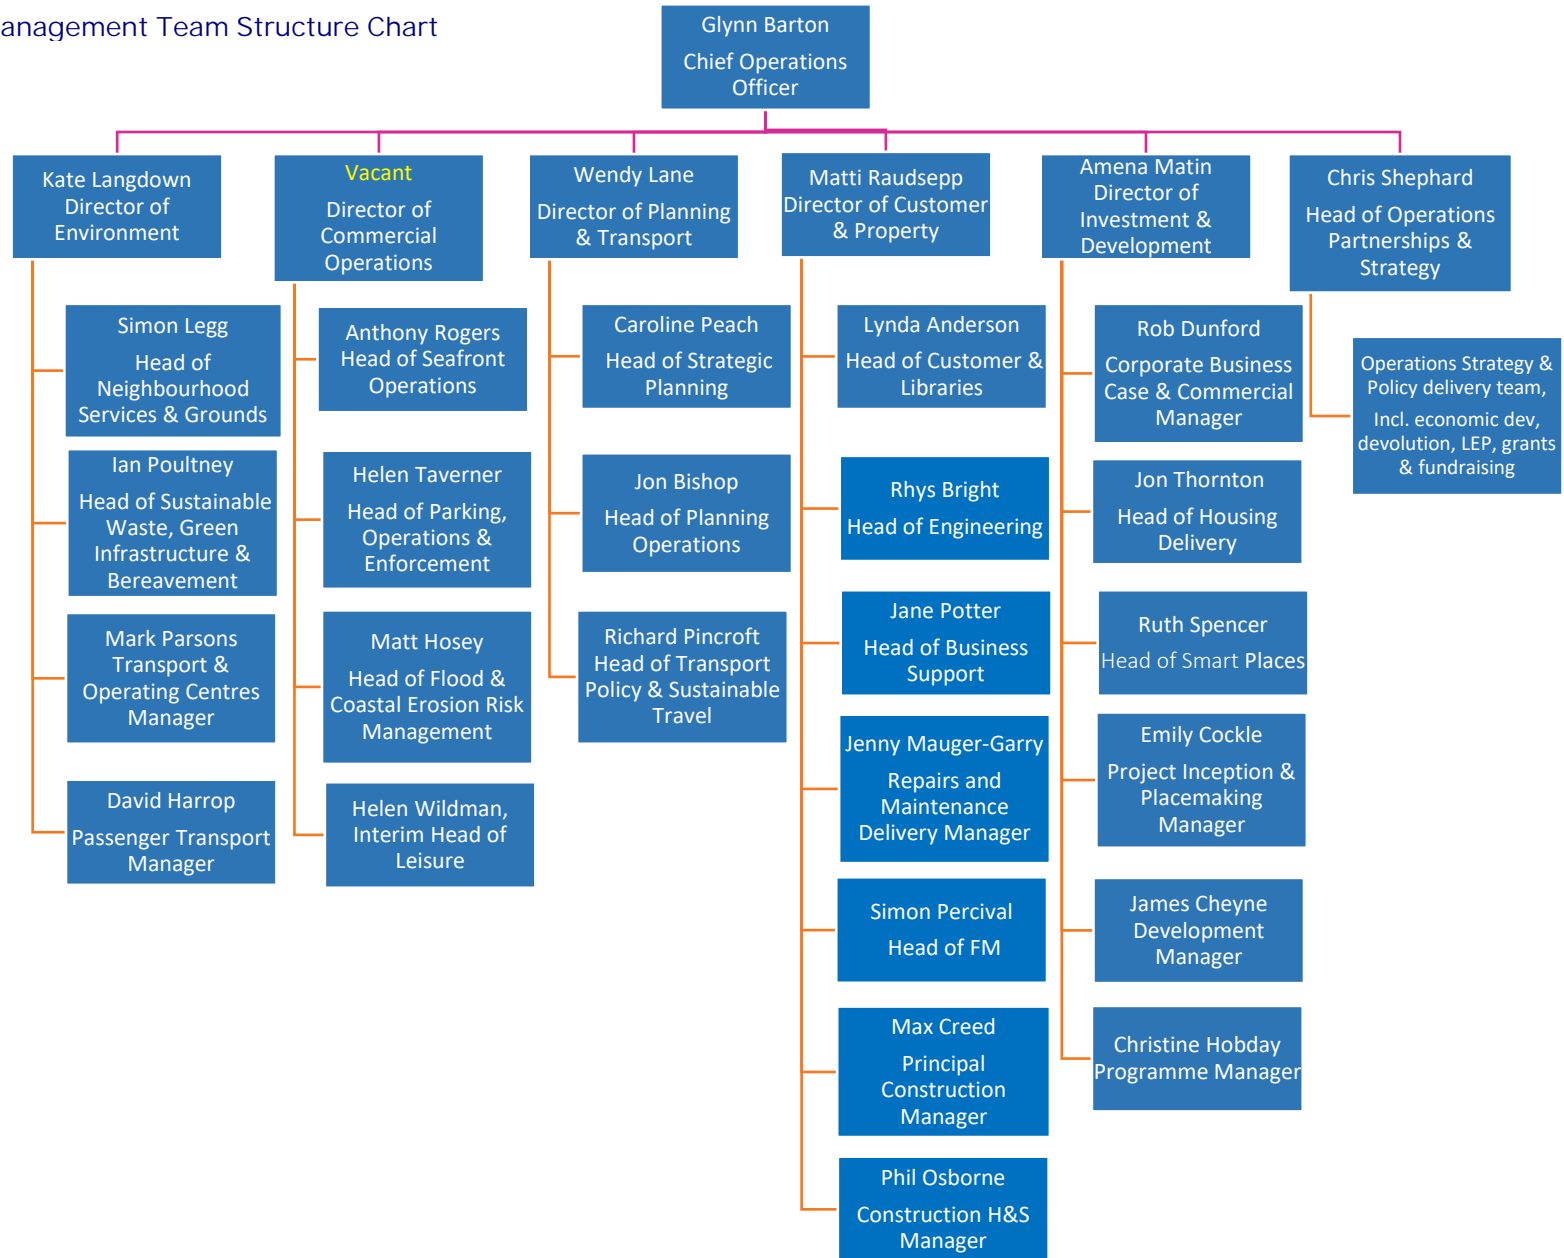 anagement Team Structure Chart
Glynn Barton
Chief Operations
Officer
Kate Langdown
Director of
Environment
Simon Legg
Head of
Neighbourhood
Services & Grounds
Ian Poultney
Head of Sustainable
Waste, Green
Infrastructure &
Bereavement
Mark Parsons
Transport &
Operating Centres
Manager
David Harrop
Passenger Transport
Manager
Vacant
Director of
Commercial
Operations
Anthony Rogers
Head of Seafront
Operations
Helen Taverner
Head of Parking,
Operations &
Enforcement
Matt Hosey
Head of Flood &
Coastal Erosion Risk
Management
Helen Wildman,
Interim Head of
Leisure
Wendy Lane
Director of Planning
& Transport
Caroline Peach
Head of Strategic
Planning
Jon Bishop
Head of Planning
Operations
Richard Pincroft
Head of Transport
Policy & Sustainable
Travel
Matti Raudsepp
Director of Customer
& Property
Lynda Anderson
Head of Customer &
Libraries
Rhys Bright
Head of Engineering
Jane Potter
Head of Business
Support
Jenny Mauger-Garry
Repairs and
Maintenance
Delivery Manager
Simon Percival
Head of FM
Max Creed
Principal
Construction
Manager
Phil Osborne
Construction H&S
Manager
Amena Matin
Director of
Investment &
Development
Rob Dunford
Corporate Business
Case & Commercial
Manager
Jon Thornton
Head of Housing
Delivery
Ruth Spencer
Head of Smart Places
Emily Cockle
Project Inception &
Placemaking
Manager
James Cheyne
Development
Manager
Christine Hobday
Programme Manager
Chris Shephard
Head of Operations
Partnerships &
Strategy
Operations Strategy &
Policy delivery team,
Incl. economic dev,
devolution, LEP, grants
& fundraising